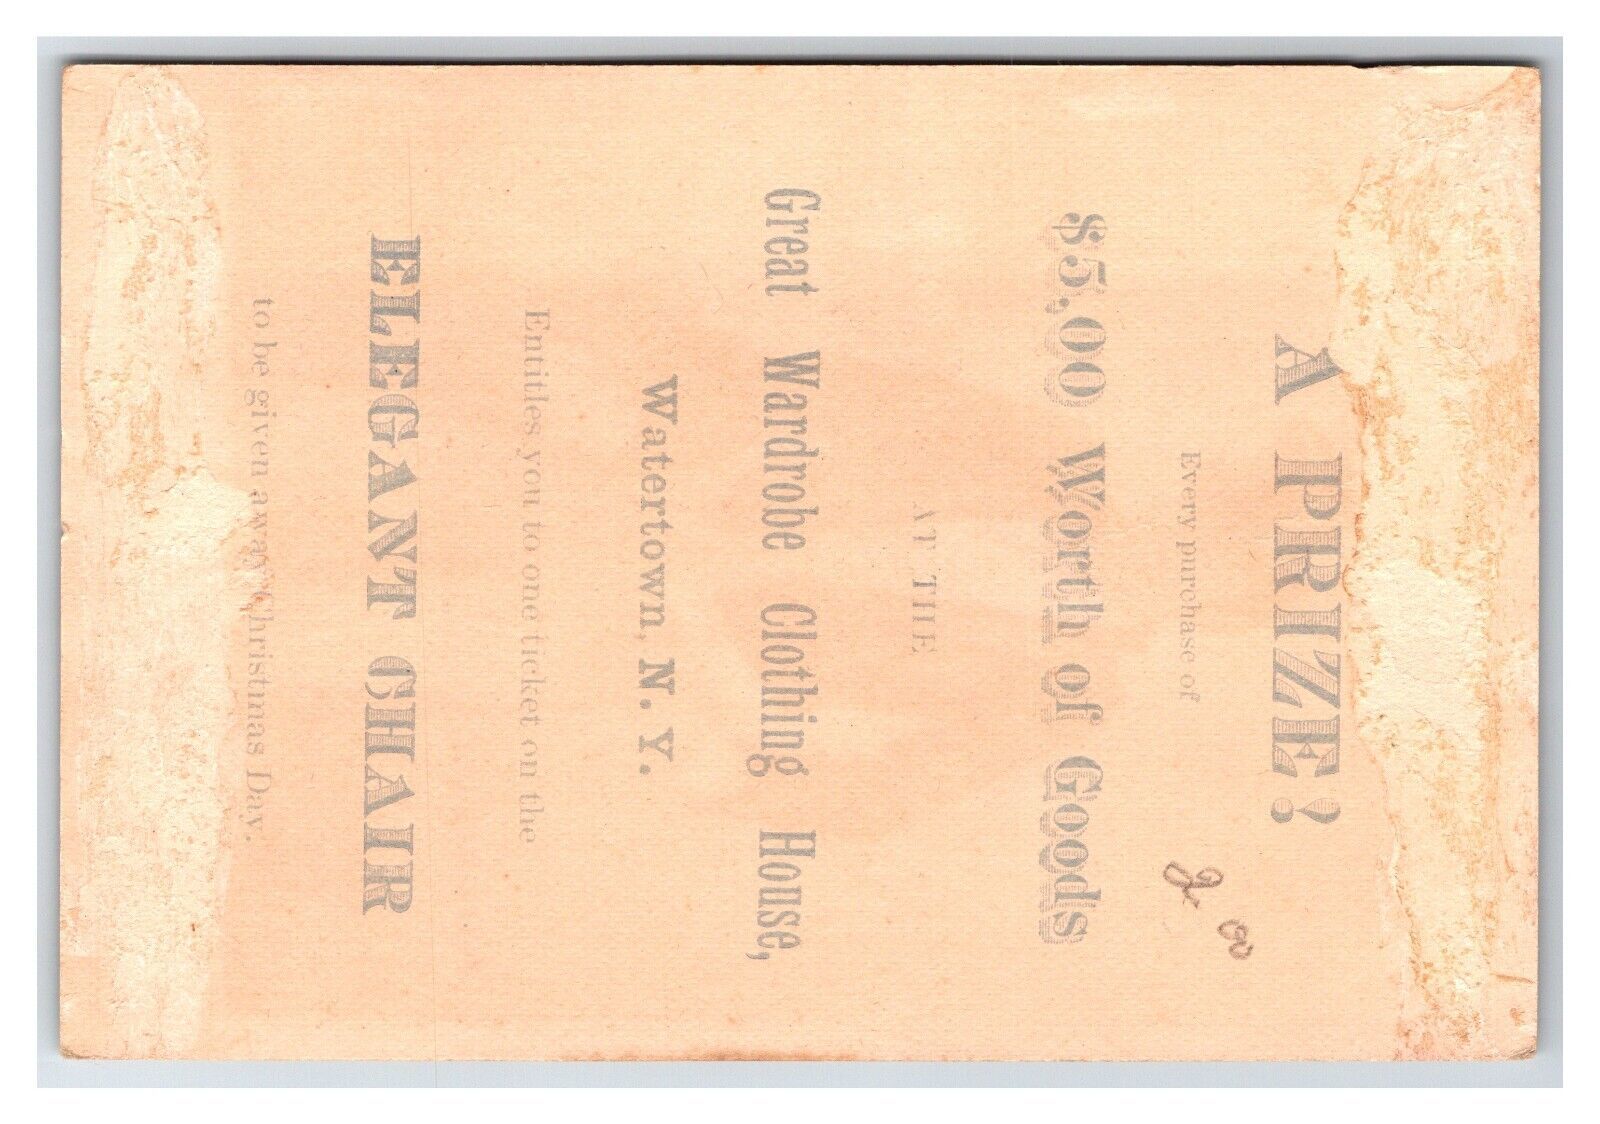 A PRIZE!
Every purchase of
$5.00 Worth of Goods
AT THE
Great Wardrobe Clothing House,
Watertown, N. Y.
Entitles you to one ticket on the
ELEGANT CHAIR
to be given away Christmas Day.